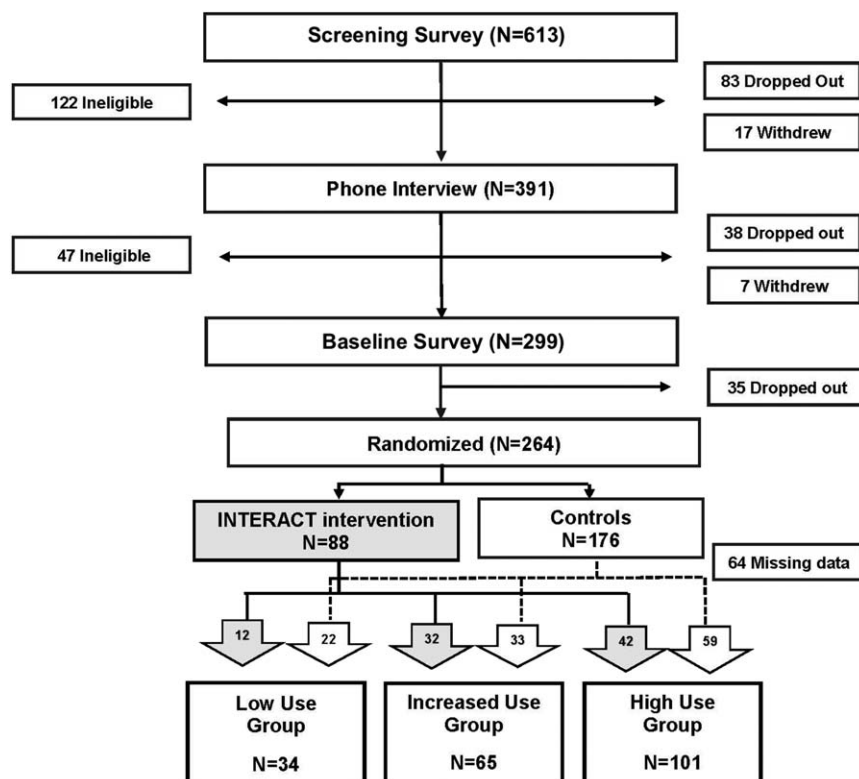 Screening Survey (N=613)
83 Dropped Out
122 Ineligible
17 Withdrew
Phone Interview (N=391)
38 Dropped out
47 Ineligible
7 Withdrew
Baseline Survey (N=299)
35 Dropped out
Randomized (N=264)
INTERACT intervention
N=88
Controls
N=176
64 Missing data
12
22
32
33
42
59
Low Use
Group
N=34
Increased Use
Group
N=65
High Use
Group
N=101